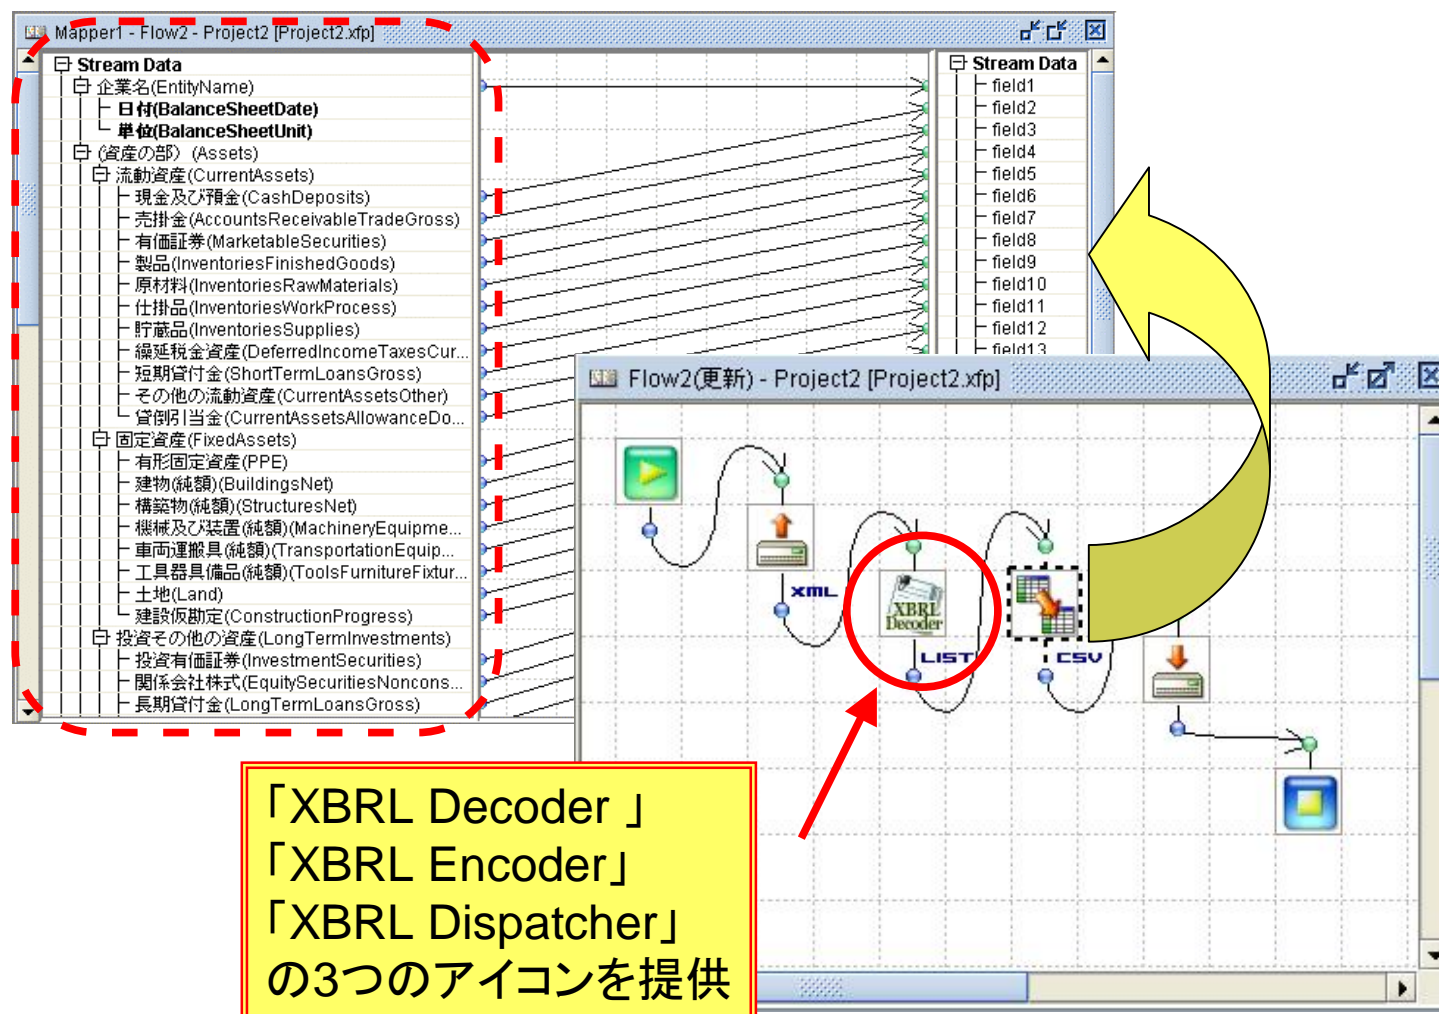 Mapper1 - Flow2 - Project2 [Project2.xfp]
Stream Data
企業名(EntityName)
日付(BalanceSheetDate)
単位(BalanceSheetUnit)
(資産の部) (Assets)
流動資産(CurrentAssets)
現金及び預金(CashDeposits)
売掛金(AccountsReceivableTradeGross)
有価証券(MarketableSecurities)
製品(InventoriesFinishedGoods)
原材料(InventoriesRawMaterials)
仕掛品(InventoriesWorkProcess)
貯蔵品(InventoriesSupplies)
繰延税金資産(DeferredIncomeTaxesCur...
短期貸付金(ShortTermLoansGross)
その他の流動資産(CurrentAssetsOther)
貸倒引当金(CurrentAssetsAllowanceDo...
固定資産(FixedAssets)
有形固定資産(PPE)
建物(純額)(BuildingsNet)
構築物(純額)(StructuresNet)
機械及び装置(純額)(MachineryEquipme...
車両運搬具(純額)(TransportationEquip...
工具器具備品(純額)(ToolsFurnitureFixtur...
土地(Land)
建設仮勘定(ConstructionProgress)
投資その他の資産(LongTermInvestments)
投資有価証券(InvestmentSecurities)
関係会社株式(EquitySecuritiesNoncons...
長期貸付金(LongTermLoansGross)
Stream Data
field1
field2
field3
field4
field5
field6
field7
field8
field9
field10
field11
field12
field13
Flow2(更新) - Project2 [Project2.xfp]
XML
XBRL
Decoder
LIST
CSV
「XBRL Decoder 」
「XBRL Encoder」
「XBRL Dispatcher」
の3つのアイコンを提供